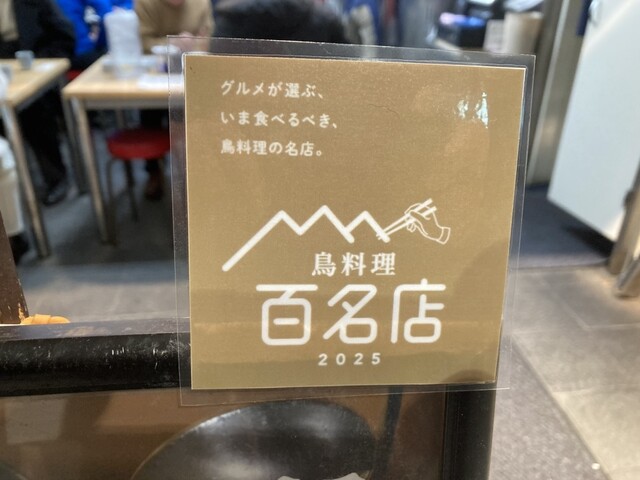 グルメが選ぶ、
いま食べるべき、
鳥料理の名店。
鳥料理
百名店
2025